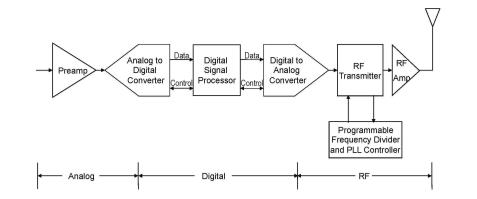 Preamp
Analog to
Digital
Converter
Data
Control
Digital
Signal
Processor
Data
Control
Digital to
Analog
Converter
RF
Transmitter
RF
Amp
Programmable
Frequency Divider
and PLL Controller
Analog
Digital
RF